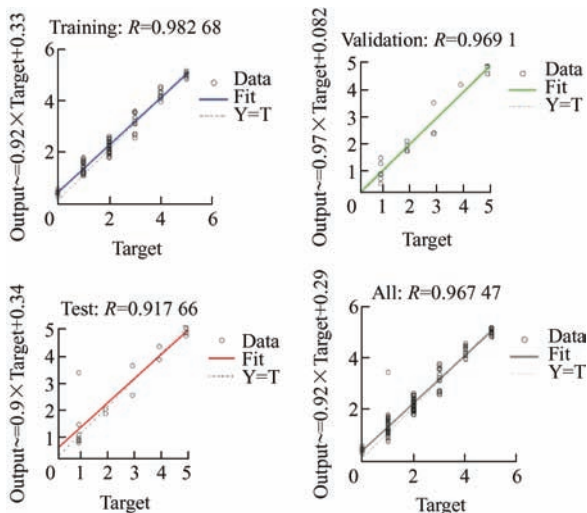 Training: R=0.982 68
Output~=0.92×Target+0.33
6
4
2
0
2
4
6
Target
Data
Fit
Y=T
Validation: R=0.969 1
Output~=0.97×Target+0.082
5
4
3
2
1
0
1
2
3
4
5
Target
Data
Fit
Y=T
Test: R=0.917 66
Output~=0.9×Target+0.34
5
4
3
2
1
0
1
2
3
4
5
Target
Data
Fit
Y=T
All: R=0.967 47
Output~=0.92×Target+0.29
6
4
2
0
2
4
6
Target
Data
Fit
Y=T